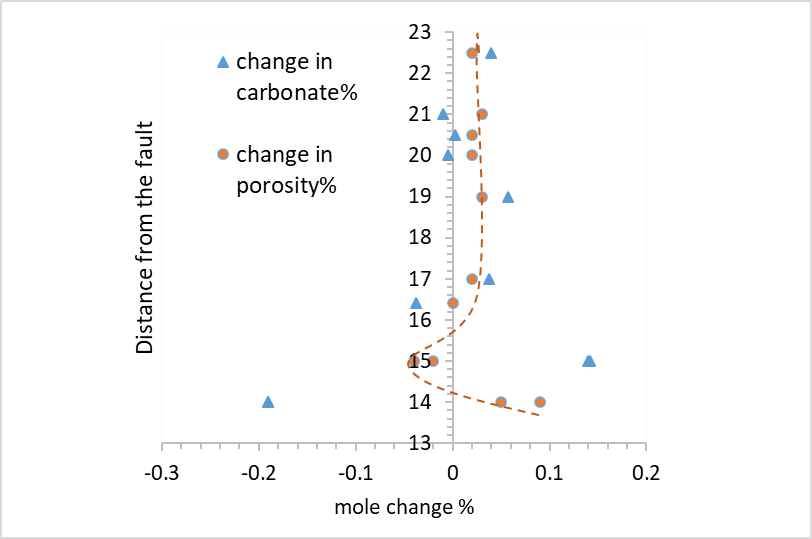 23
change in
carbonate%
22
21
change in
porosity%
20
19
18
17
16
15
14
13
Distance from the fault
-0.3 -0.2 -0.1 0 0.1 0.2
mole change %